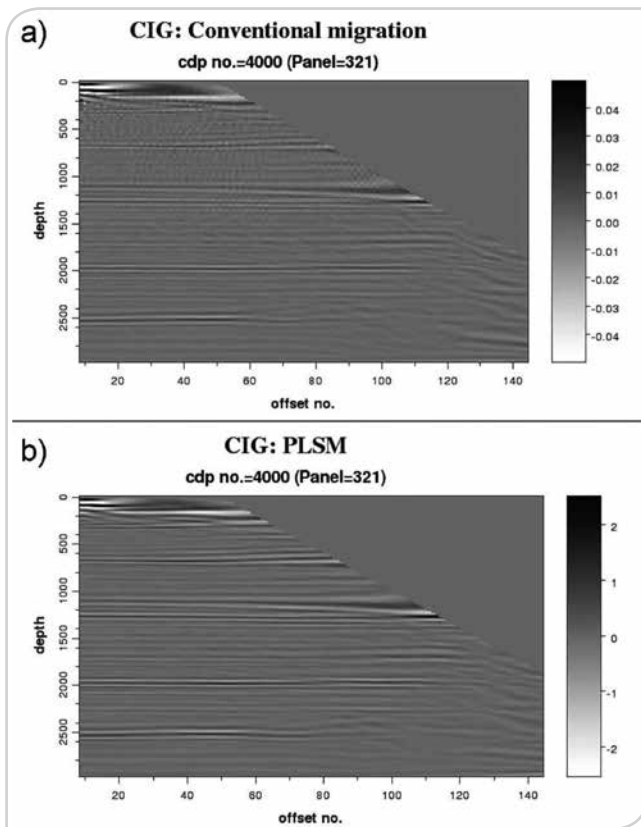 a)
CIG: Conventional migration
cdp no.=4000 (Panel=321)
0
500
1000
1500
2000
2500
depth
20 40 60 80 100 120 140
offset no.
0.04
0.03
0.02
0.01
0.00
-0.01
-0.02
-0.03
-0.04
b)
CIG: PLSM
cdp no.=4000 (Panel=321)
0
500
1000
1500
2000
2500
depth
20 40 60 80 100 120 140
offset no.
2
1
0
-1
-2